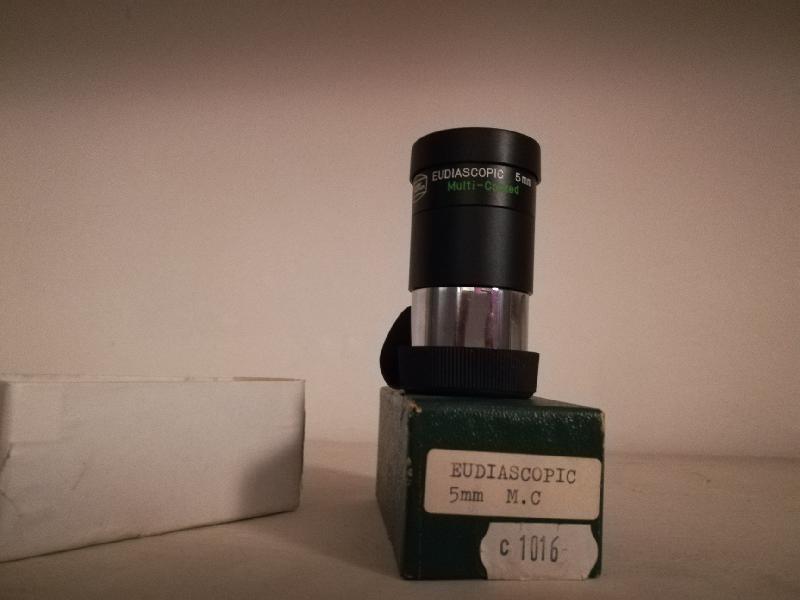 EUDIASCOPIC 5mm
Multi-Coated
EUDIASCOPIC
5mm M.C
C 1016